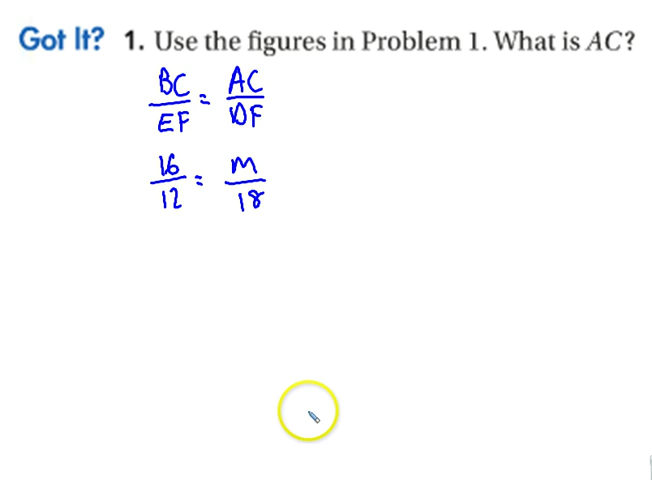 Got It? 1. Use the figures in Problem 1. What is AC?
BC/EF = AC/DF
16/12 = M/18